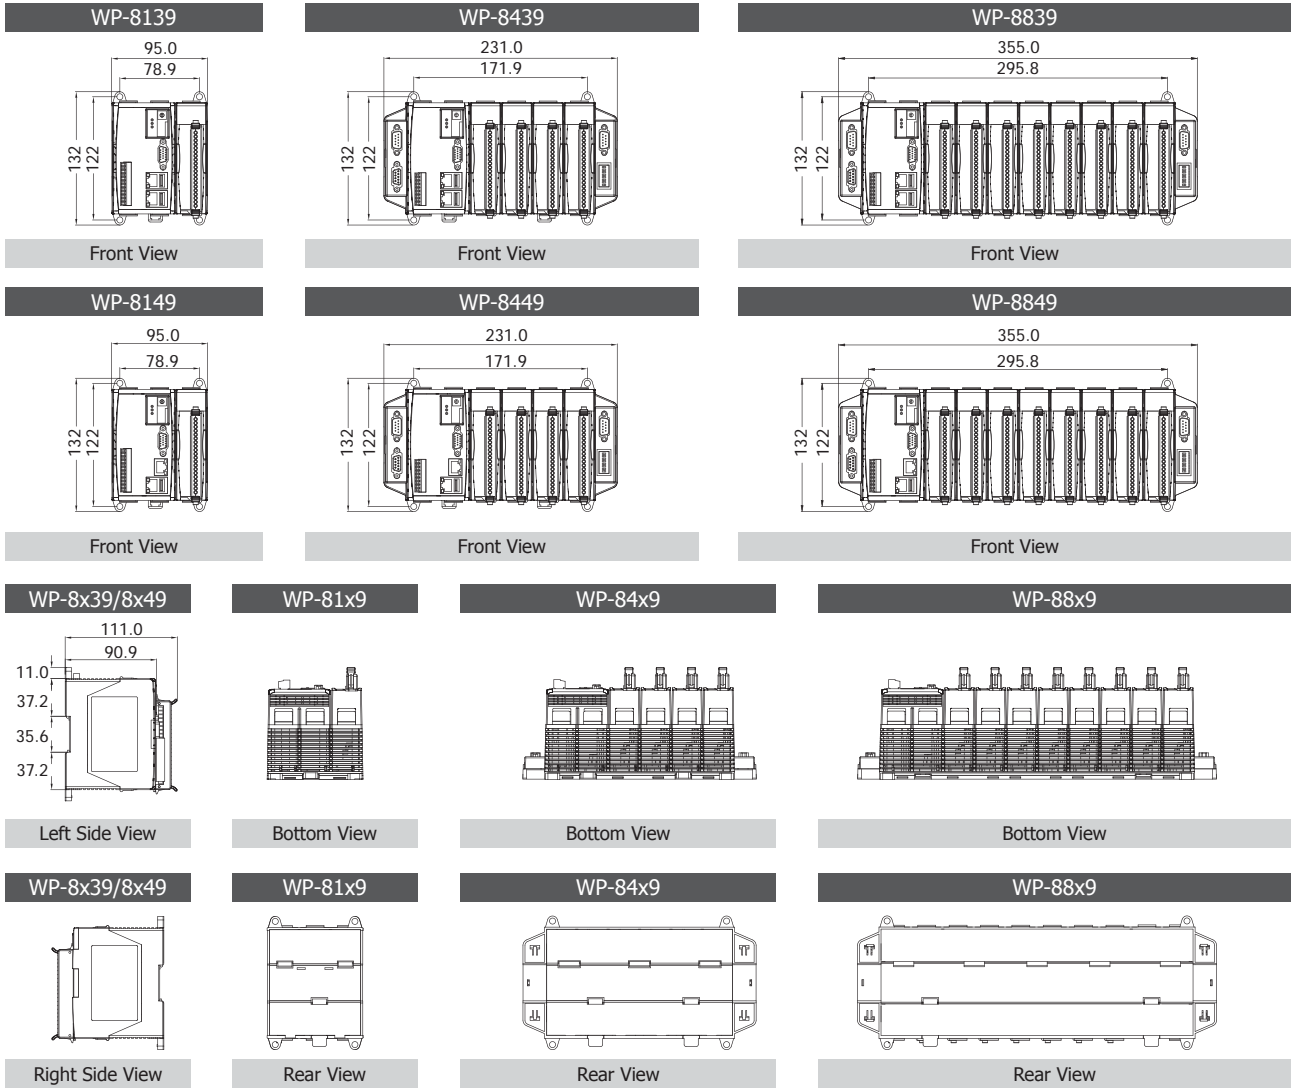 WP-8139
WP-8439
WP-8839
95.0
78.9
132
122
231.0
171.9
132
122
355.0
295.8
132
122
Front View
Front View
Front View
WP-8149
WP-8449
WP-8849
95.0
78.9
132
122
231.0
171.9
132
122
355.0
295.8
132
122
Front View
Front View
Front View
WP-8x39/8x49
WP-81x9
WP-84x9
WP-88x9
111.0
90.9
11.0
37.2
35.6
37.2
Left Side View
Bottom View
Bottom View
Bottom View
WP-8x39/8x49
WP-81x9
WP-84x9
WP-88x9
Right Side View
Rear View
Rear View
Rear View